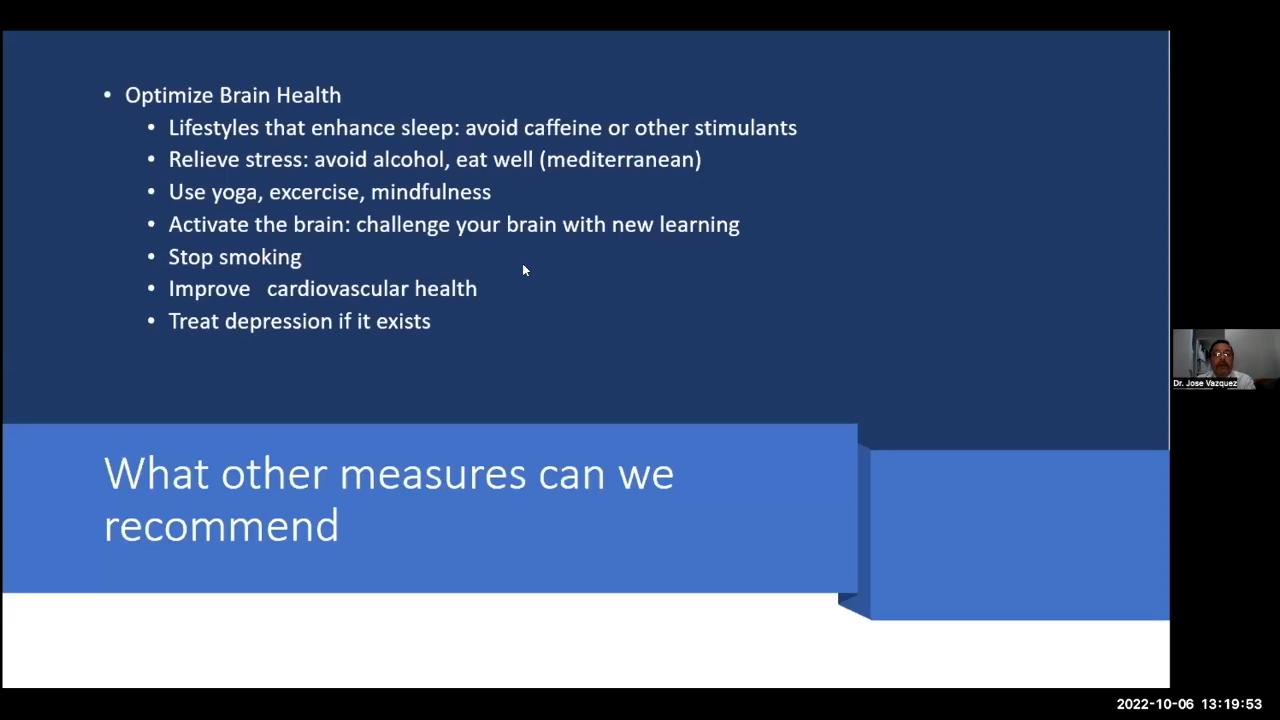 • Optimize Brain Health
• Lifestyles that enhance sleep: avoid caffeine or other stimulants
• Relieve stress: avoid alcohol, eat well (mediterranean)
• Use yoga, excercise, mindfulness
• Activate the brain: challenge your brain with new learning
• Stop smoking
• Improve   cardiovascular health
• Treat depression if it exists
What other measures can we
recommend
Dr. Jose Vazquez
2022-10-06 13:19:53